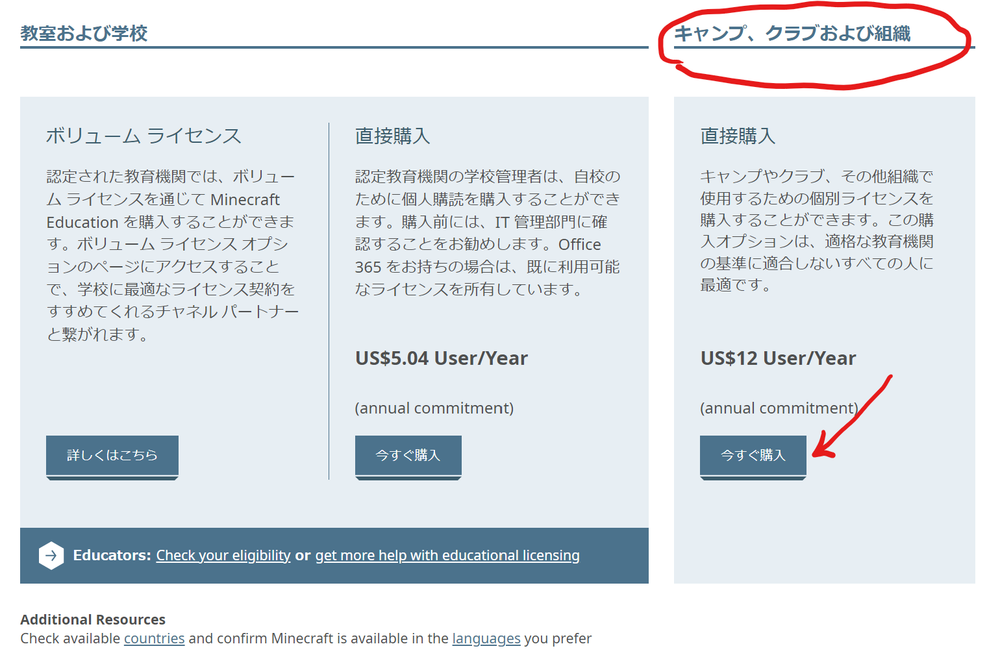 教室および学校
ボリューム ライセンス
認定された教育機関では、ボリュー
ム ライセンスを通じて Minecraft
Education を購入することができま
す。ボリューム ライセンス オプシ
ョンのページにアクセスすること
で、学校に最適なライセンス契約を
すすめてくれるチャネル パートナー
と繋がれます。
詳しくはこちら
直接購入
認定教育機関の学校管理者は、自校の
ために個人購読を購入することができ
ます。購入前には、IT 管理部門に確
認することをお勧めします。Office
365 をお持ちの場合は、既に利用可能
なライセンスを所有しています。
US$5.04 User/Year
(annual commitment)
今すぐ購入
Educators: Check your eligibility or get more help with educational licensing
キャンプ、クラブおよび組織
直接購入
キャンプやクラブ、その他組織で
使用するための個別ライセンスを
購入することができます。この購
入オプションは、適格な教育機関
の基準に適合しないすべての人に
最適です。
US$12 User/Year
(annual commitment)
今すぐ購入
Additional Resources
Check available countries and confirm Minecraft is available in the languages you prefer